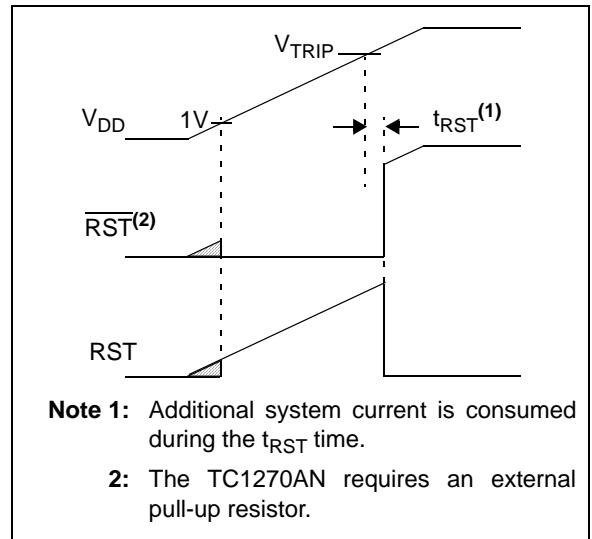 V_TRIP
V_DD 1V t_RST(1)
R̅S̅T̅(2)
RST
Note 1: Additional system current is consumed
during the t_RST time.
2: The TC1270AN requires an external
pull-up resistor.